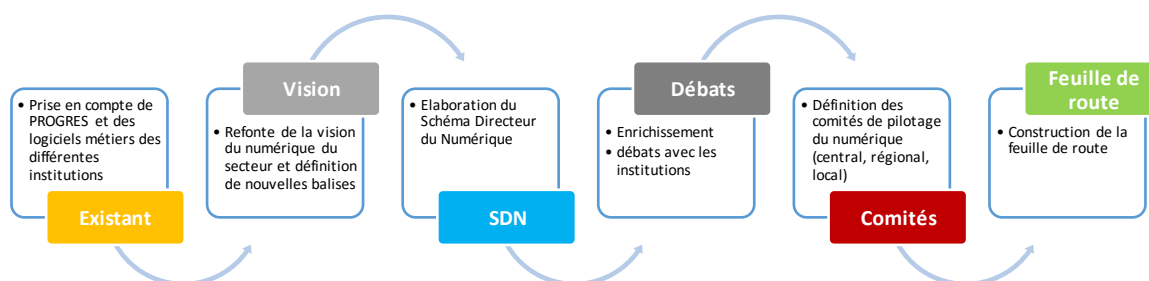 • Prise en compte de
PROGRES et des
logiciels métiers des
différentes
institutions
Existant
Vision
• Refonte de la vision
du numérique du
secteur et définition
de nouvelles balises
• Elaboration du
Schéma Directeur
du Numérique
SDN
Débats
• Enrichissement
• débats avec les
institutions
• Définition des
comités de pilotage
du numérique
(central, régional,
local)
Comités
Feuille de
route
• Construction de la
feuille de route